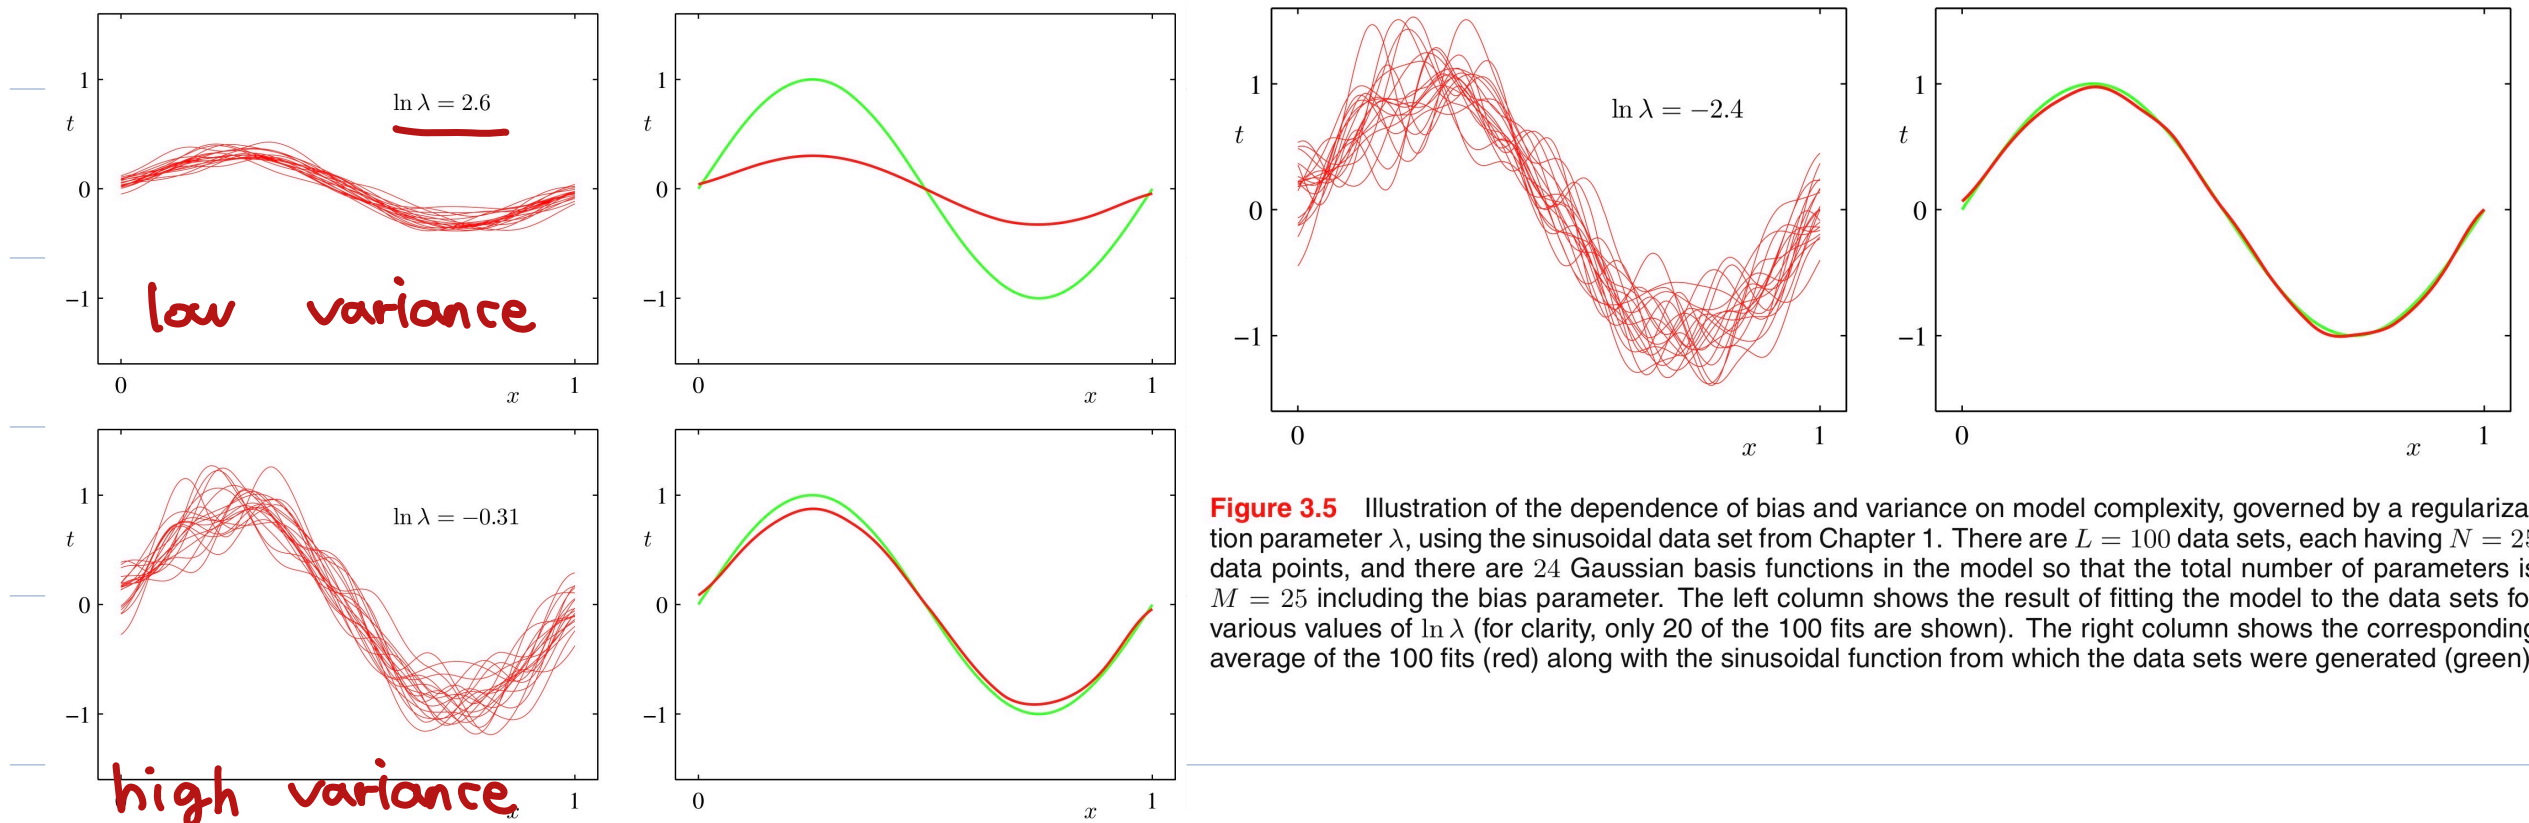 1
ln λ = 2.6
t
0
−1
low variance
0
1
x
1
t
0
−1
0
1
x
1
ln λ = −0.31
t
0
−1
high variance
1
x
1
t
0
−1
0
1
x
1
ln λ = −2.4
t
0
−1
0
1
x
1
t
0
−1
0
1
x
Figure 3.5 Illustration of the dependence of bias and variance on model complexity, governed by a regulariza
tion parameter λ, using the sinusoidal data set from Chapter 1. There are L = 100 data sets, each having N = 25
data points, and there are 24 Gaussian basis functions in the model so that the total number of parameters is
M = 25 including the bias parameter. The left column shows the result of fitting the model to the data sets fo
various values of ln λ (for clarity, only 20 of the 100 fits are shown). The right column shows the corresponding
average of the 100 fits (red) along with the sinusoidal function from which the data sets were generated (green)